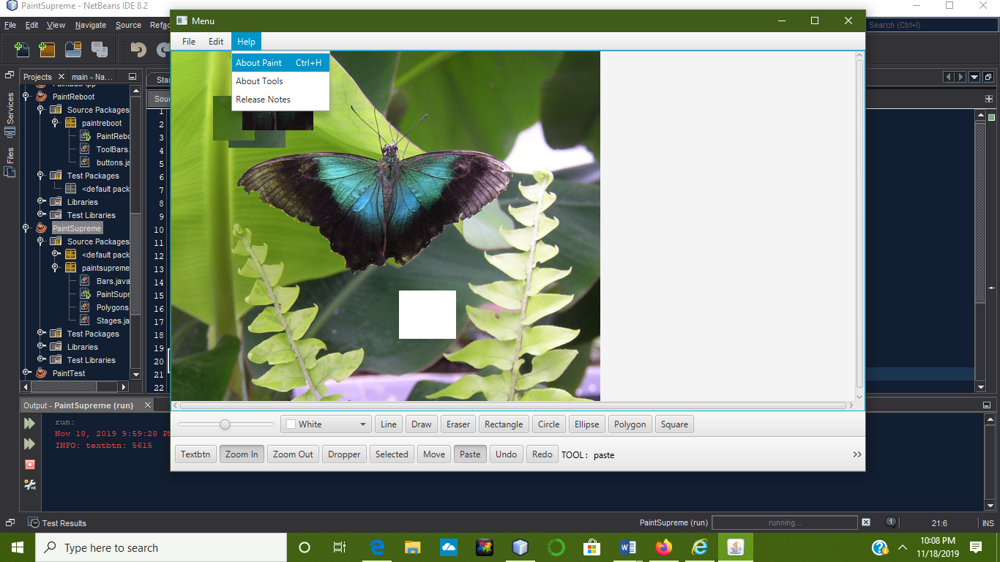 PaintSupreme - NetBeans IDE 8.2
File Edit View Navigate Source Refac
Search (Ctrl+I)
Menu
File Edit Help
About Paint Ctrl+H
About Tools
Release Notes
Services
Files
Projects main - Na...
PaintReboot
Source Packages
paintreboot
PaintRebo
ToolBars.
buttons.ja
Test Packages
<default pack
Libraries
Test Libraries
PaintSupreme
Source Packages
<default pack
paintsupreme
Bars.java
PaintSupr
Polygons
Stages.ja
Test Packages
Libraries
Test Libraries
PaintTest
Star
Sour
1
2
3
4
5
6
7
8
9
10
11
12
13
14
15
16
17
18
19
20
21
22
Output - PaintSupreme (run)
run:
Nov 18, 2019 9:59:28 PM
INFO: textbtn: 5615
White Line Draw Eraser Rectangle Circle Ellipse Polygon Square
Textbtn Zoom In Zoom Out Dropper Selected Move Paste Undo Redo TOOL: paste
Test Results PaintSupreme (run) running... 1 21:6 INS
Type here to search
10:08 PM
11/18/2019